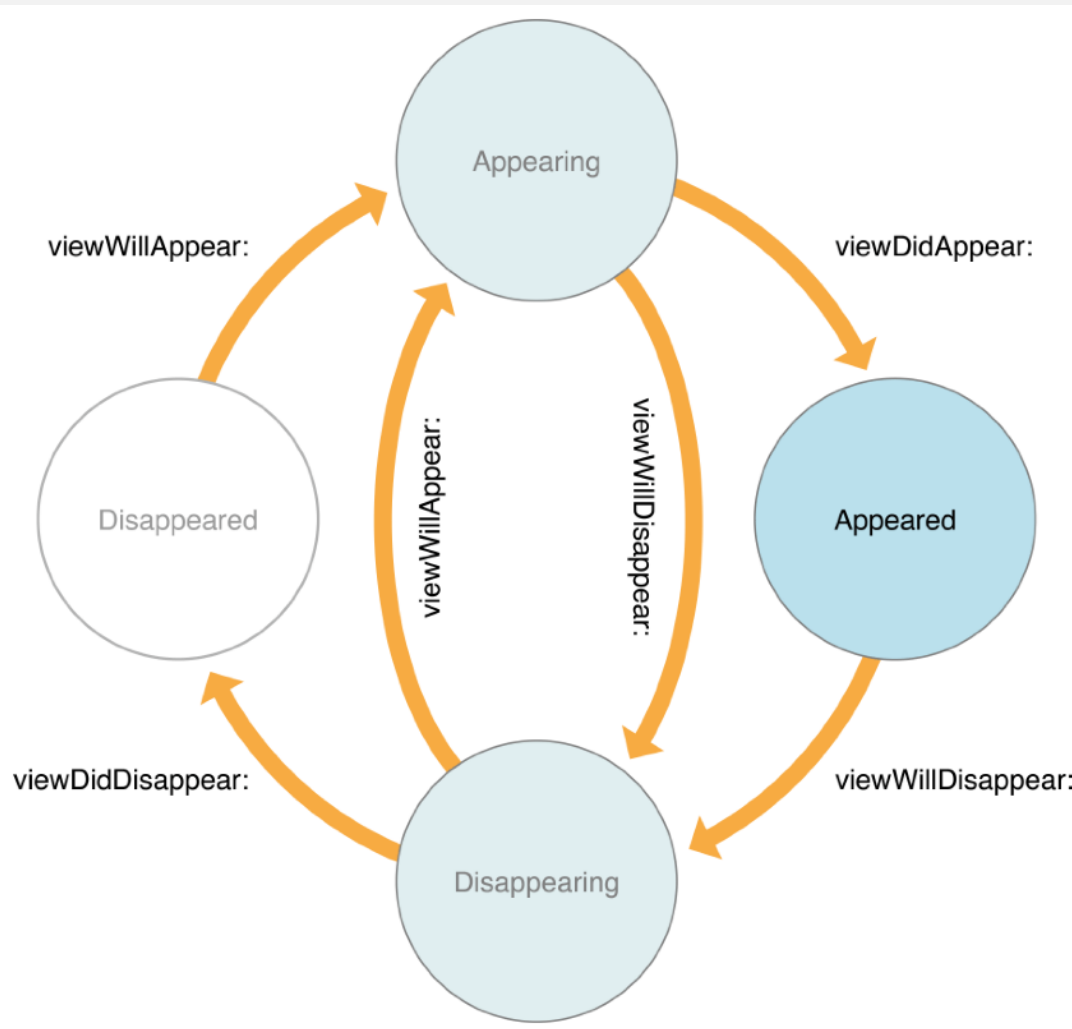 Appearing
viewWillAppear:
viewDidAppear:
viewWillAppear:
viewWillDisappear:
Disappeared
Appeared
viewDidDisappear:
viewWillDisappear:
Disappearing